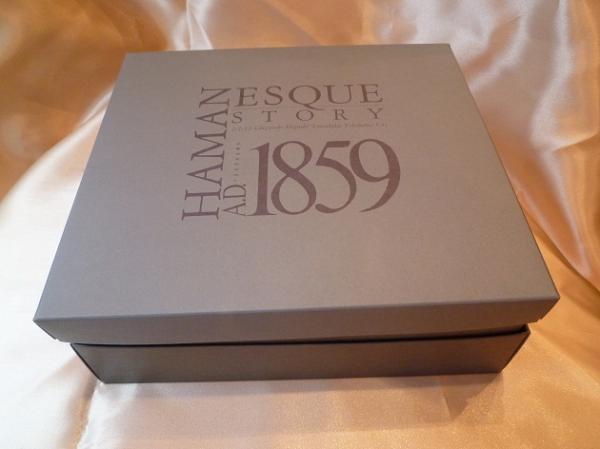 HAMAN
ESQUE
STORY
A.D.
1859